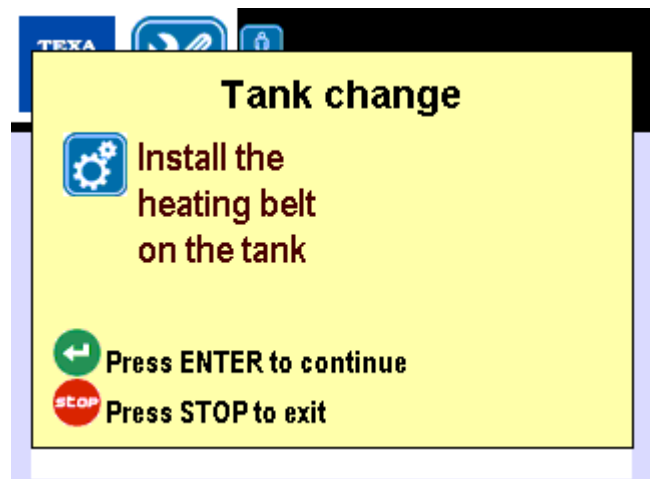 TEXA
Tank change
Install the
heating belt
on the tank
Press ENTER to continue
stop
Press STOP to exit